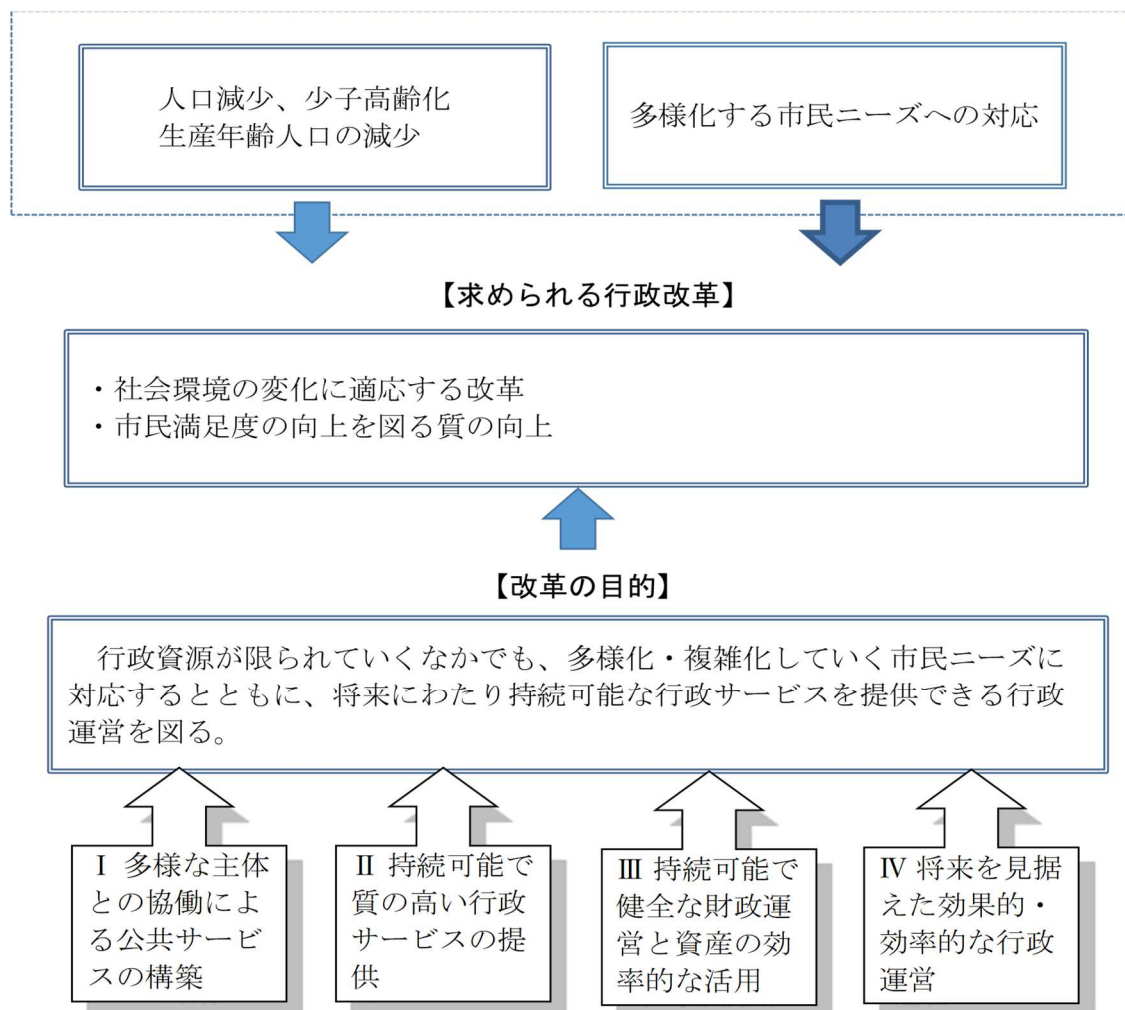 人口減少、少子高齢化
生産年齢人口の減少
多様化する市民ニーズへの対応
【求められる行政改革】
・社会環境の変化に適応する改革
・市民満足度の向上を図る質の向上
【改革の目的】
行政資源が限られていくなかでも、多様化・複雑化していく市民ニーズに
対応するとともに、将来にわたり持続可能な行政サービスを提供できる行政
運営を図る。
Ⅰ 多様な主体
との協働によ
る公共サービ
スの構築
Ⅱ 持続可能で
質の高い行政
サービスの提
供
Ⅲ 持続可能で
健全な財政運
営と資産の効
率的な活用
Ⅳ 将来を見据
えた効果的・
効率的な行政
運営